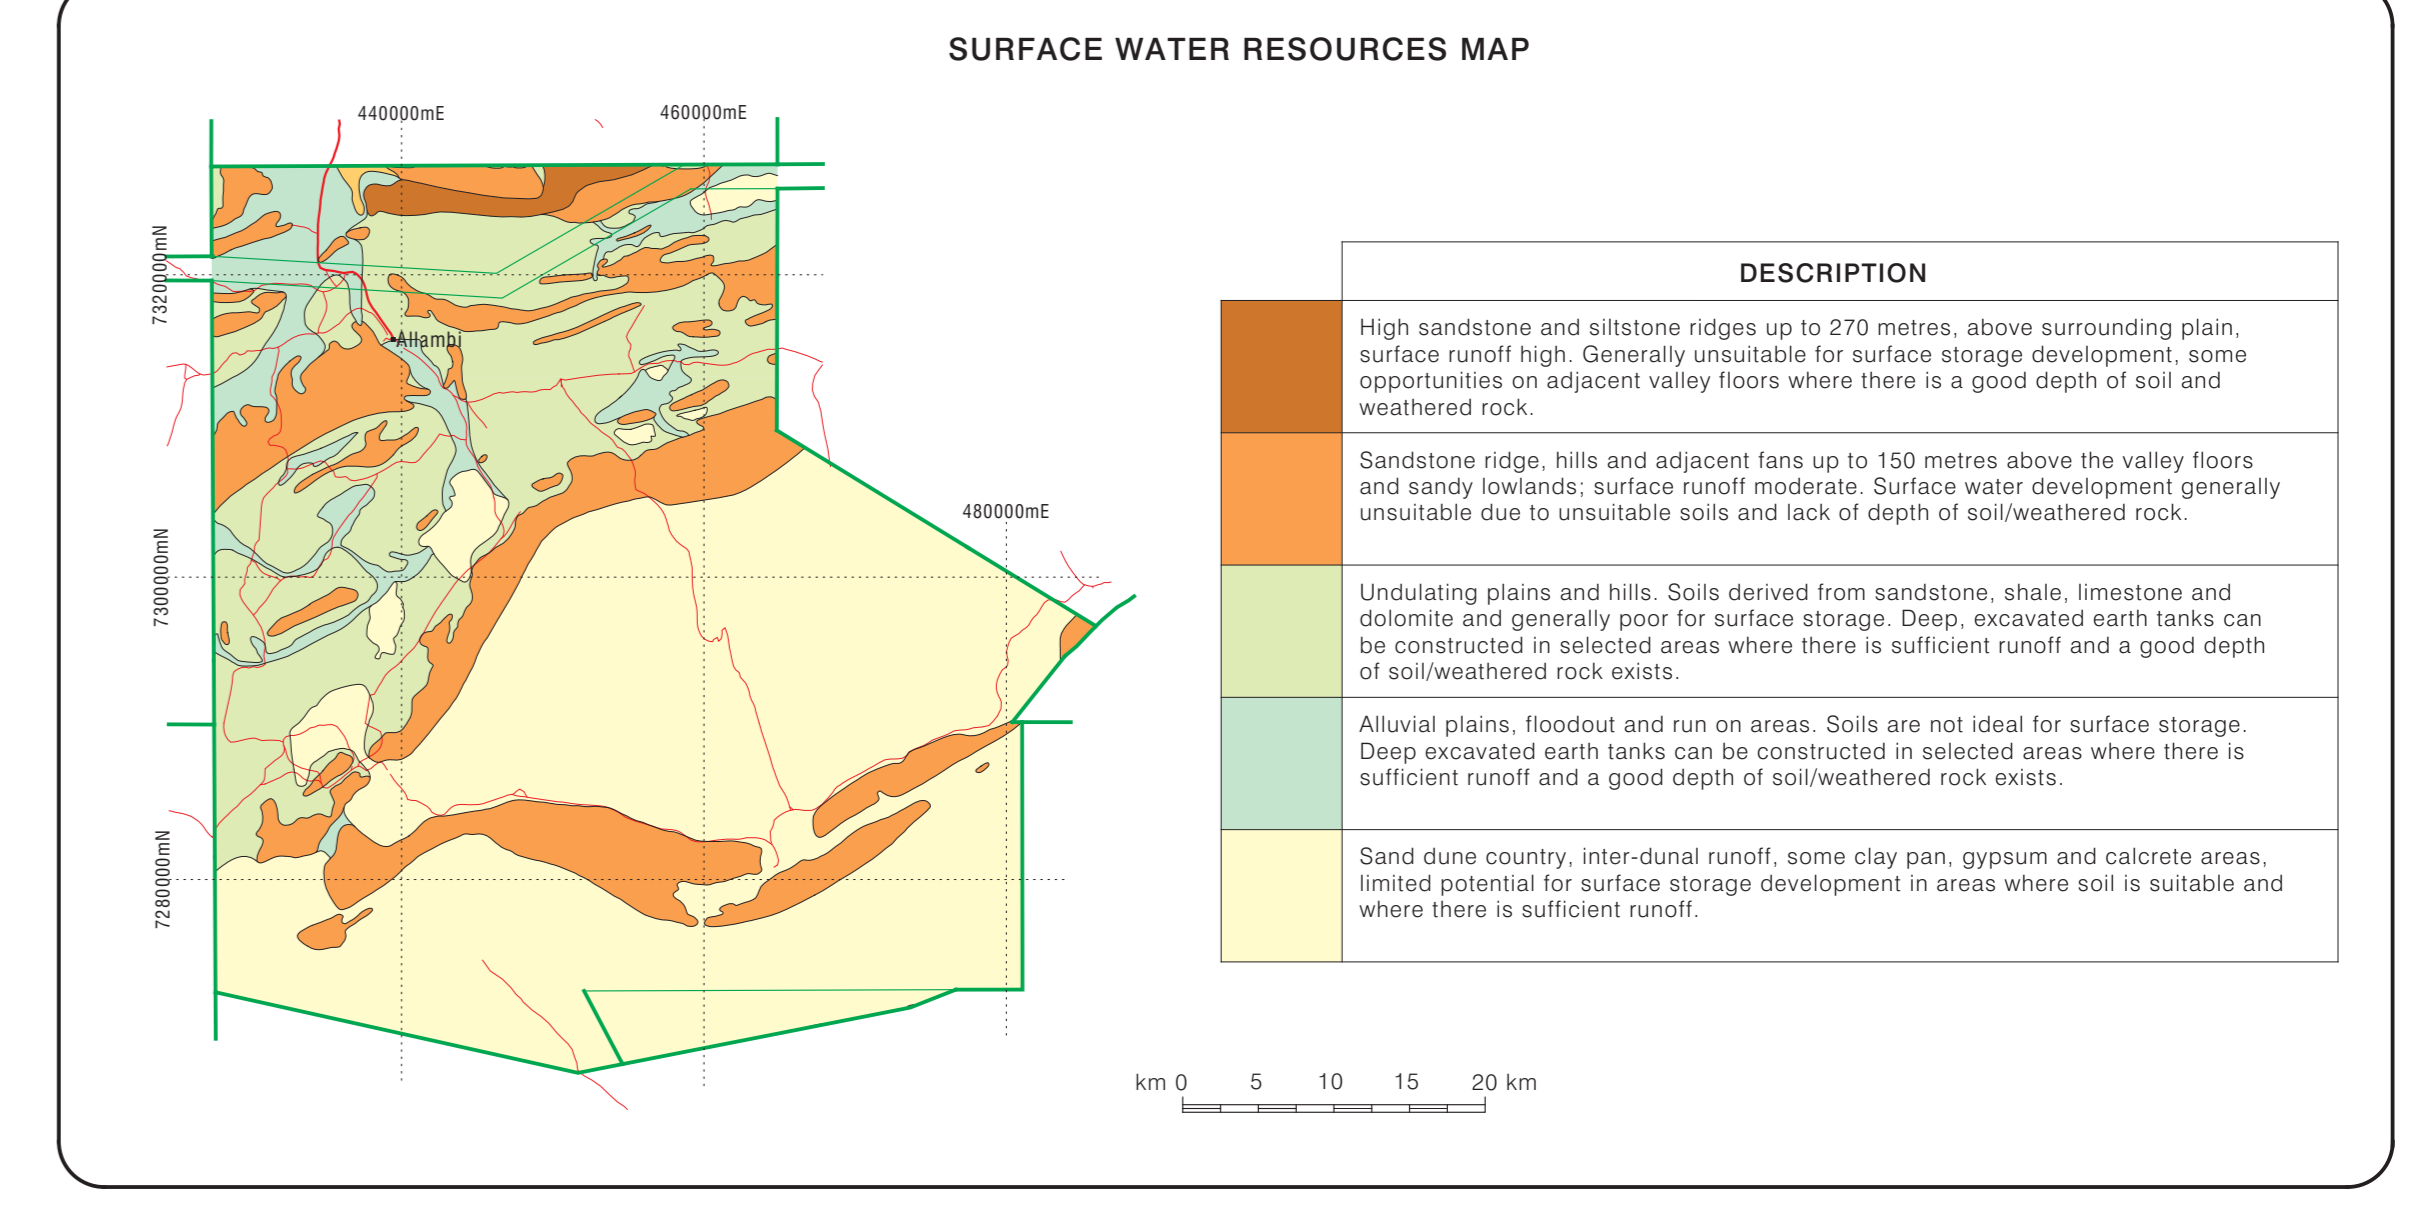 SURFACE WATER RESOURCES MAP
440000mE
460000mE
7320000mN
Allambi
480000mE
7300000mN
7280000mN
DESCRIPTION
High sandstone and siltstone ridges up to 270 metres, above surrounding plain,
surface runoff high. Generally unsuitable for surface storage development, some
opportunities on adjacent valley floors where there is a good depth of soil and
weathered rock.
Sandstone ridge, hills and adjacent fans up to 150 metres above the valley floors
and sandy lowlands; surface runoff moderate. Surface water development generally
unsuitable due to unsuitable soils and lack of depth of soil/weathered rock.
Undulating plains and hills. Soils derived from sandstone, shale, limestone and
dolomite and generally poor for surface storage. Deep, excavated earth tanks can
be constructed in selected areas where there is sufficient runoff and a good depth
of soil/weathered rock exists.
Alluvial plains, floodout and run on areas. Soils are not ideal for surface storage.
Deep excavated earth tanks can be constructed in selected areas where there is
sufficient runoff and a good depth of soil/weathered rock exists.
Sand dune country, inter-dunal runoff, some clay pan, gypsum and calcrete areas,
limited potential for surface storage development in areas where soil is suitable and
where there is sufficient runoff.
km 0 5 10 15 20 km